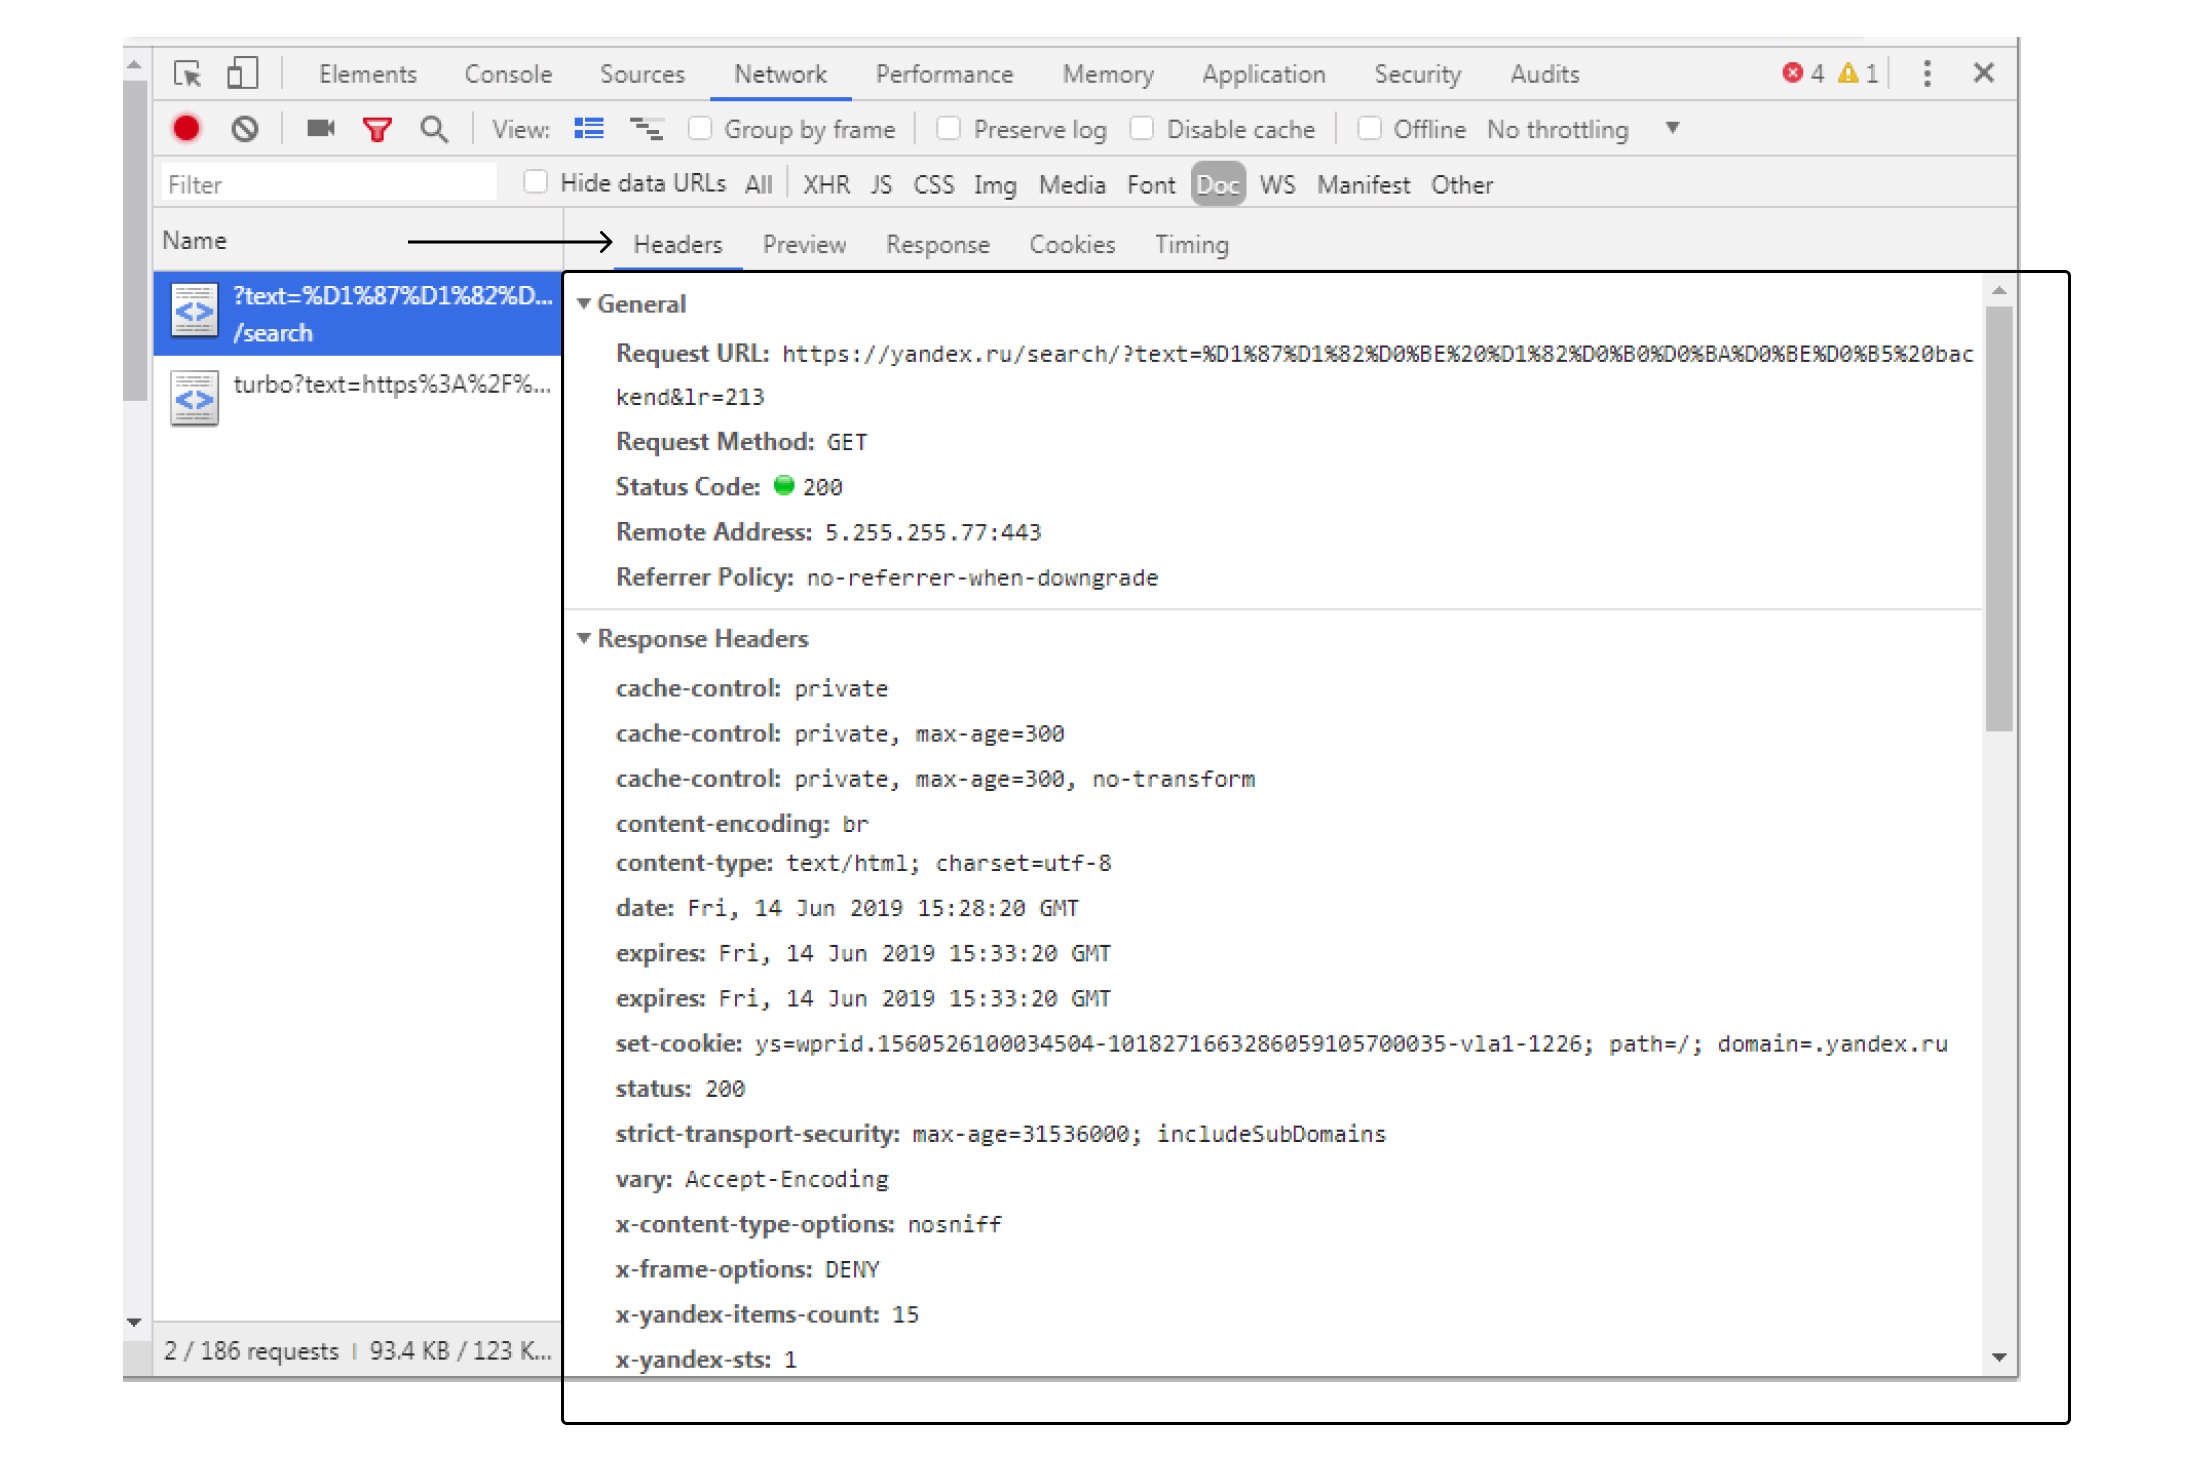 Elements Console Sources Network Performance Memory Application Security Audits 4 1
View: Group by frame Preserve log Disable cache Offline No throttling
Filter Hide data URLs All XHR JS CSS Img Media Font Doc WS Manifest Other
Name
?text=%D1%87%D1%82%D...
/search
turbo?text=https%3A%2F%...
2 / 186 requests | 93.4 KB / 123 K...
Headers Preview Response Cookies Timing
General
Request URL: https://yandex.ru/search/?text=%D1%87%D1%82%D0%BE%20%D1%82%D0%B0%D0%BA%D0%BE%D0%B5%20bac
kend&lr=213
Request Method: GET
Status Code: 200
Remote Address: 5.255.255.77:443
Referrer Policy: no-referrer-when-downgrade
Response Headers
cache-control: private
cache-control: private, max-age=300
cache-control: private, max-age=300, no-transform
content-encoding: br
content-type: text/html; charset=utf-8
date: Fri, 14 Jun 2019 15:28:20 GMT
expires: Fri, 14 Jun 2019 15:33:20 GMT
expires: Fri, 14 Jun 2019 15:33:20 GMT
set-cookie: ys=wprid.1560526100034504-1018271663286059105700035-vla1-1226; path=/; domain=.yandex.ru
status: 200
strict-transport-security: max-age=31536000; includeSubDomains
vary: Accept-Encoding
x-content-type-options: nosniff
x-frame-options: DENY
x-yandex-items-count: 15
x-yandex-sts: 1